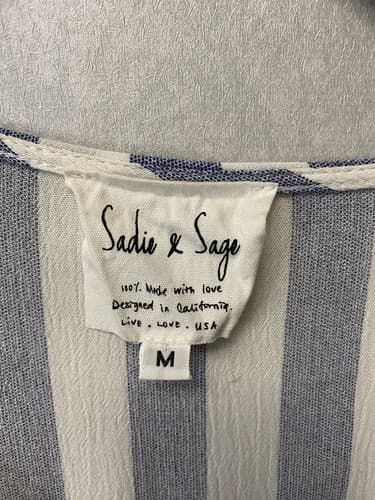 Sadie & Sage
100% Made with love
Designed in California.
LIVE . LOVE . USA
M